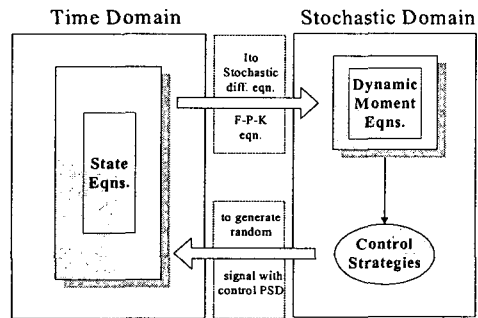 Time Domain
Stochastic Domain
State
Eqns.
Ito
Stochastic
diff. eqn.
F-P-K
eqn.
Dynamic
Moment
Eqns.
to generate
random
signal with
control PSD
Control
Strategies